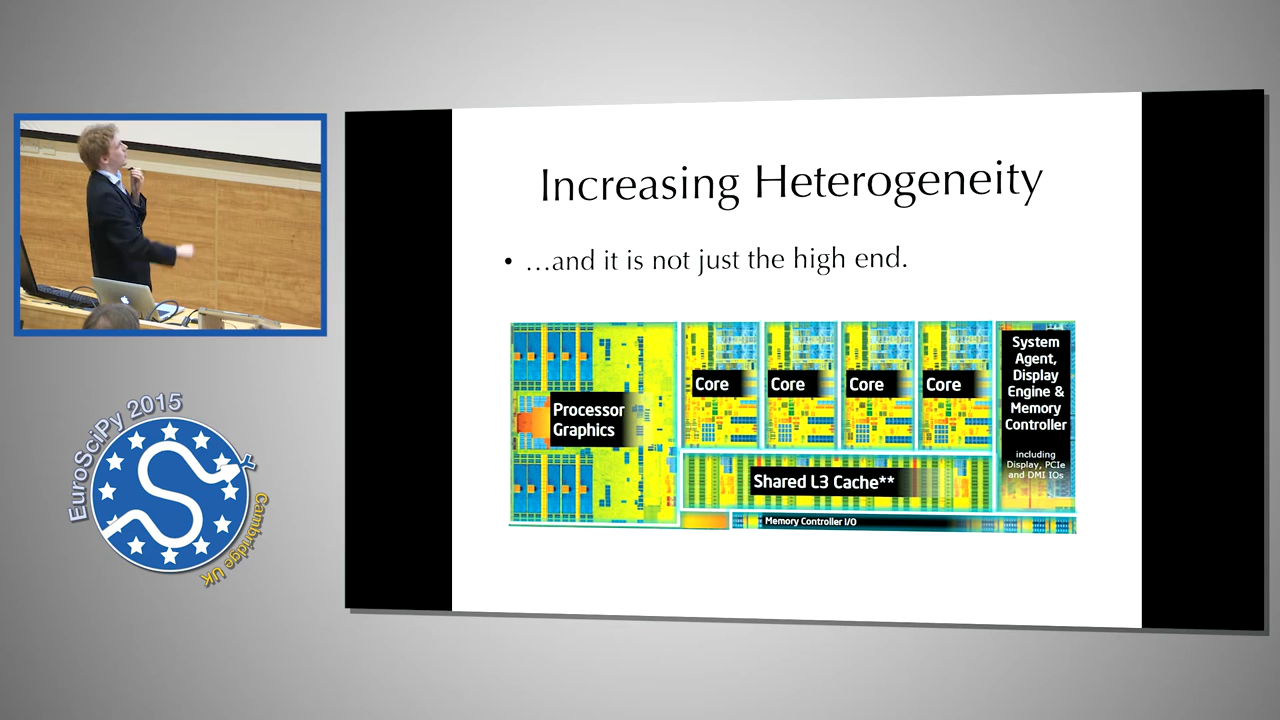 Increasing Heterogeneity
• …and it is not just the high end.
Processor
Graphics
Core
Core
Core
Core
System
Agent,
Display
Engine &
Memory
Controller
including
Display, PCIe
and DMI IOs
Shared L3 Cache**
Memory Controller I/O
EuroSciPy 2015
Cambridge UK